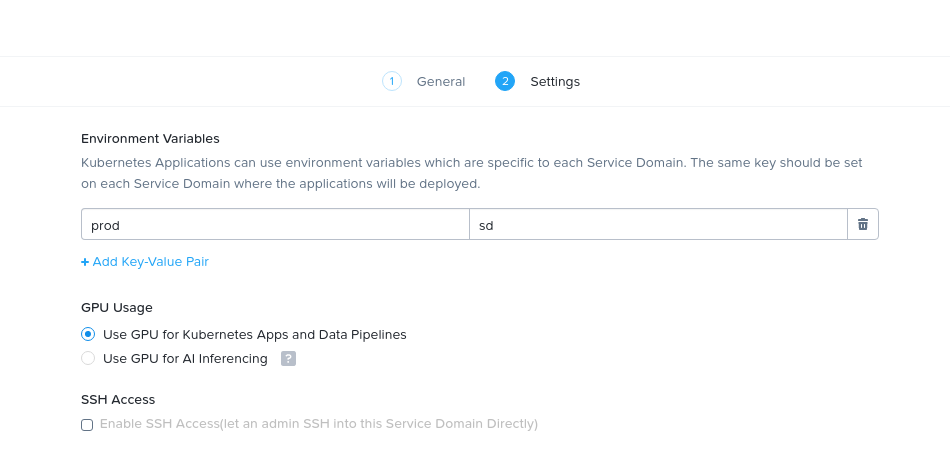 1 General 2 Settings
Environment Variables
Kubernetes Applications can use environment variables which are specific to each Service Domain. The same key should be set
on each Service Domain where the applications will be deployed.
prod sd
+ Add Key-Value Pair
GPU Usage
Use GPU for Kubernetes Apps and Data Pipelines
Use GPU for AI Inferencing ?
SSH Access
Enable SSH Access(let an admin SSH into this Service Domain Directly)